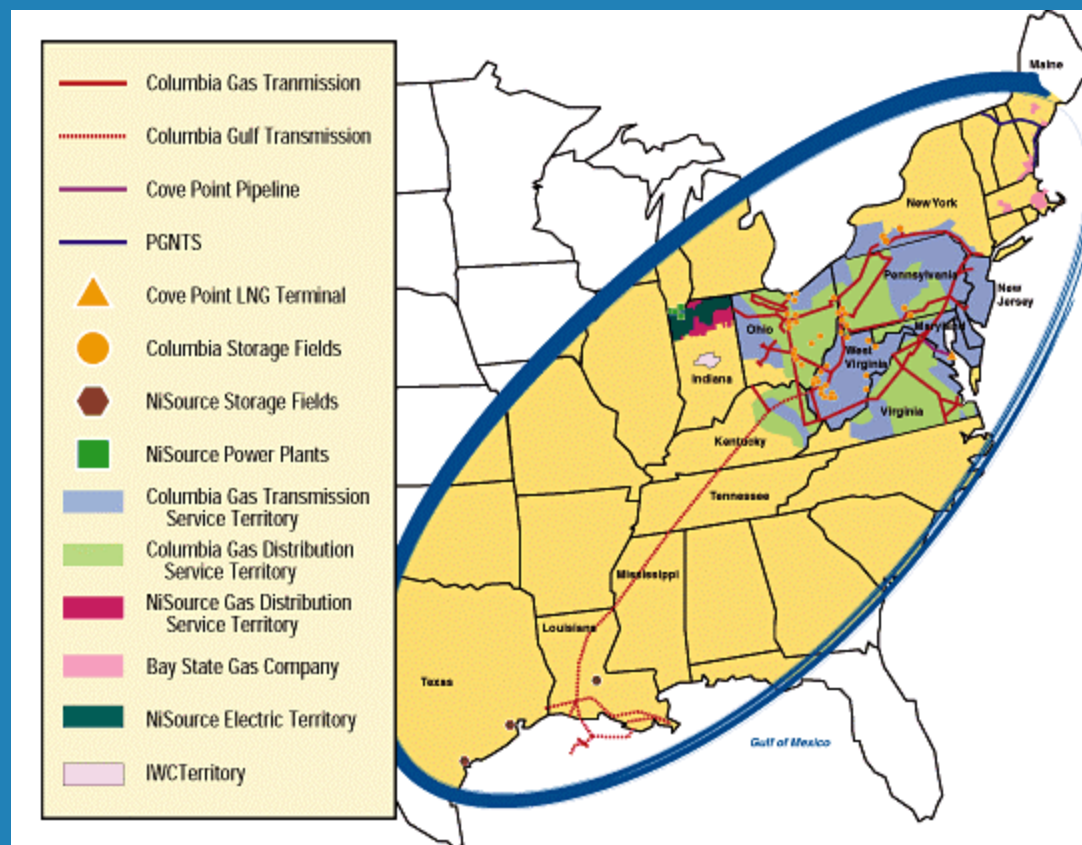 Columbia Gas Tranmission
Columbia Gulf Transmission
Cove Point Pipeline
PGNTS
Cove Point LNG Terminal
Columbia Storage Fields
NiSource Storage Fields
NiSource Power Plants
Columbia Gas Transmission
Service Territory
Columbia Gas Distribution
Service Territory
NiSource Gas Distribution
Service Territory
Bay State Gas Company
NiSource Electric Territory
IWCTerritory
Maine
New York
Pennsylvania
New
Jersey
Ohio
Maryland
West
Virginia
Indiana
Virginia
Kentucky
Tennessee
Mississippi
Louisiana
Texas
Gulf of Mexico